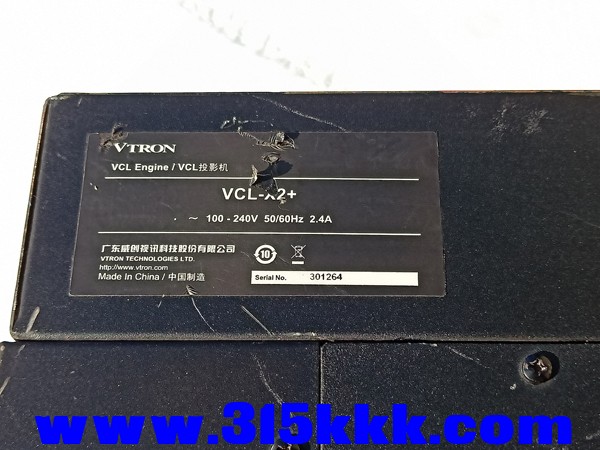 VTRON
VCL Engine / VCL投影机
VCL-X2+
~ 100 - 240V 50/60Hz 2.4A
广东威创视讯科技股份有限公司
VTRON TECHNOLOGIES LTD.
http://www.vtron.com
Made In China / 中国制造
10
Serial No. 301264
www.315kkk.com